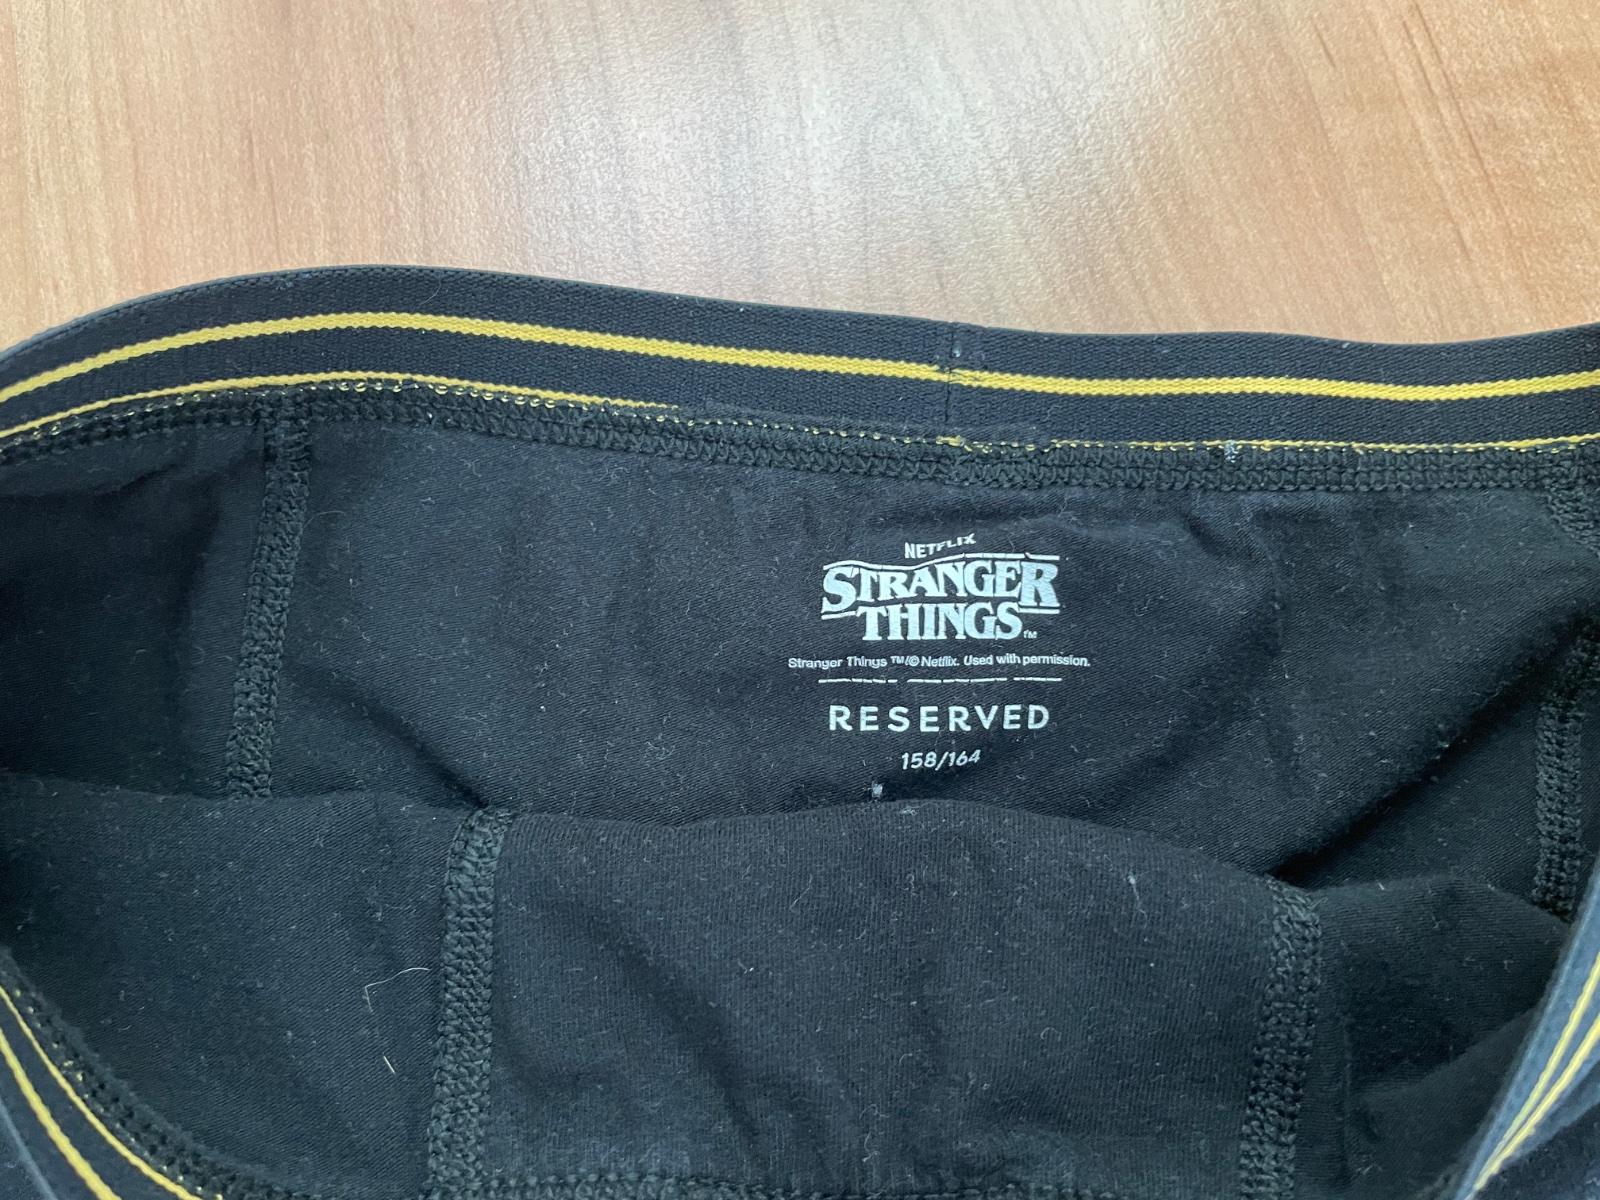 NETFLIX
STRANGER
THINGS™
Stranger Things ™/© Netflix. Used with permission.
RESERVED
158/164